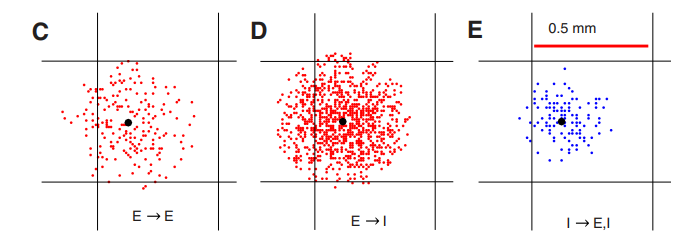 C
D
E
0.5 mm
E → E
E → I
I → E,I